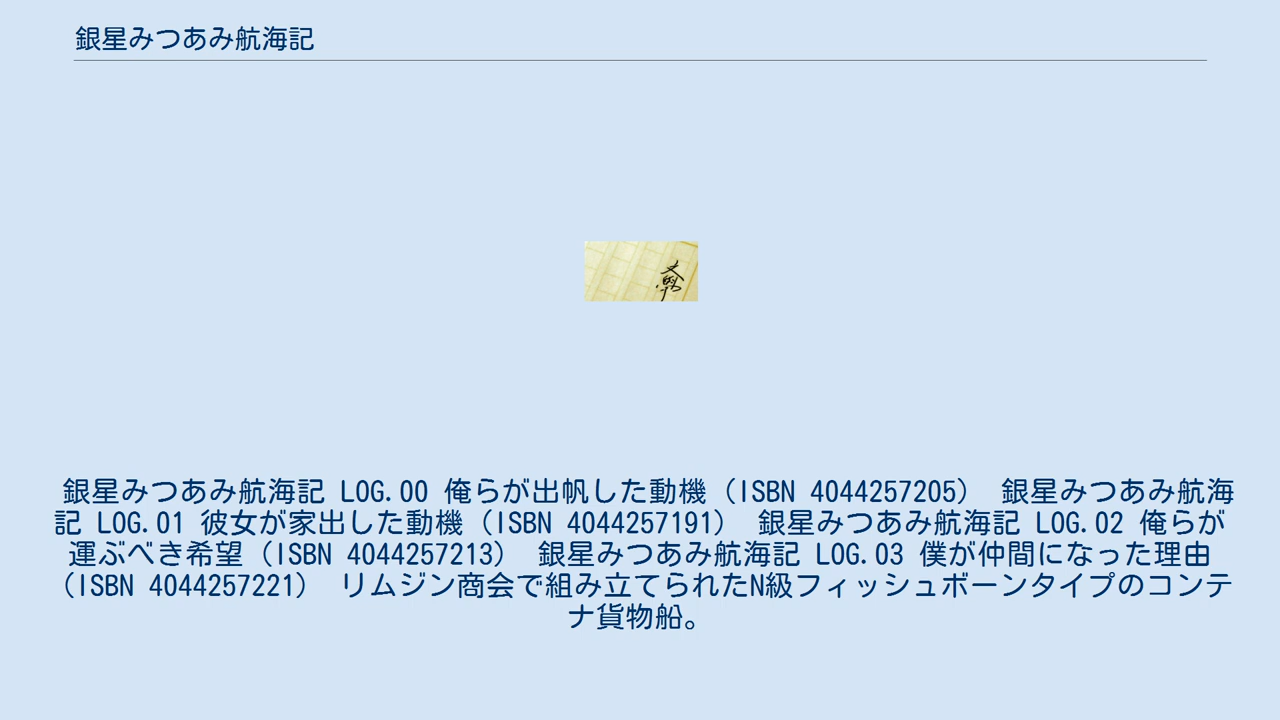 銀星みつあみ航海記
銀星みつあみ航海記 LOG.00 俺らが出帆した動機（ISBN 4044257205） 銀星みつあみ航海
記 LOG.01 彼女が家出した動機（ISBN 4044257191） 銀星みつあみ航海記 LOG.02 俺らが
運ぶべき希望（ISBN 4044257213） 銀星みつあみ航海記 LOG.03 僕が仲間になった理由
（ISBN 4044257221） リムジン商会で組み立てられたN級フィッシュボーンタイプのコンテ
ナ貨物船。